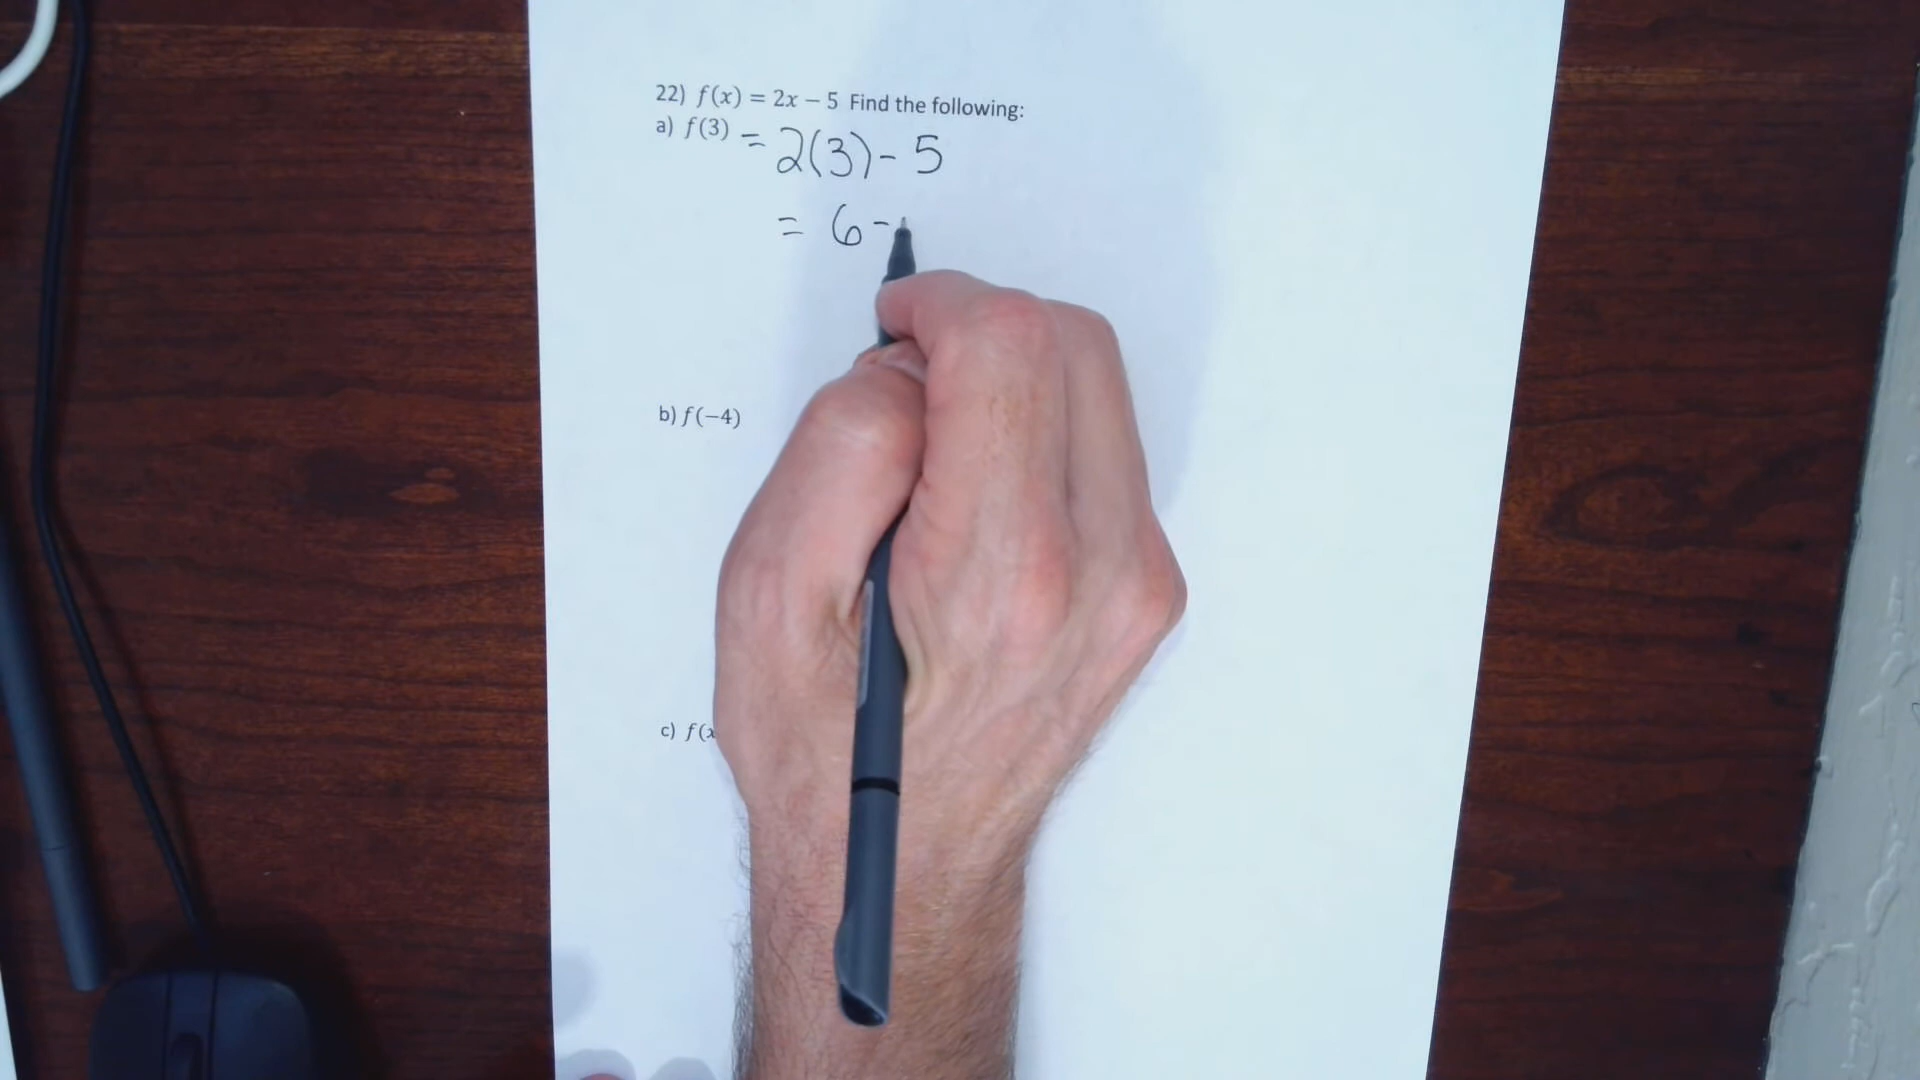 22) f(x) = 2x − 5 Find the following:
a) f(3) = 2(3) - 5
= 6 -
b) f(−4)
c) f(x